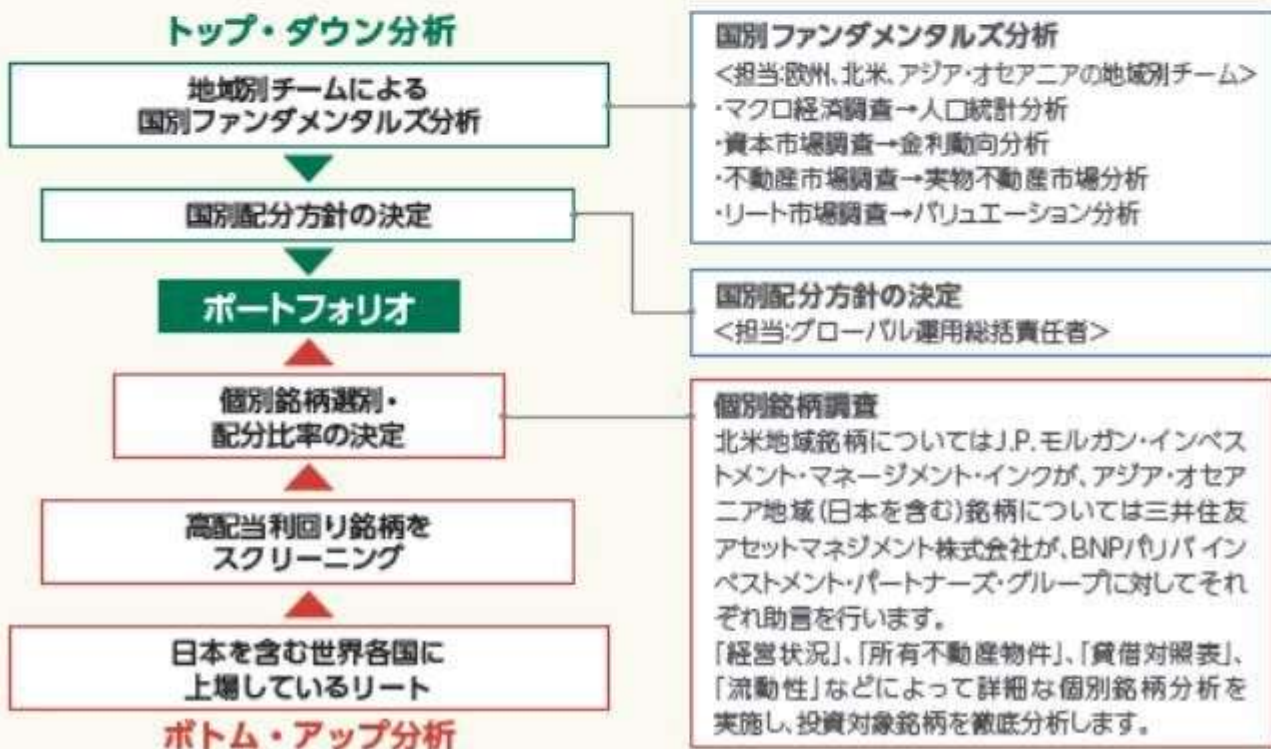 トップ・ダウン分析
地域別チームによる
国別ファンダメンタルズ分析
国別配分方針の決定
ポートフォリオ
個別銘柄選別・
配分比率の決定
高配当利回り銘柄を
スクリーニング
日本を含む世界各国に
上場しているリート
ボトム・アップ分析
国別ファンダメンタルズ分析
<担当:欧州、北米、アジア・オセアニアの地域別チーム>
・マクロ経済調査→人口統計分析
・資本市場調査→金利動向分析
・不動産市場調査→実物不動産市場分析
・リート市場調査→バリュエーション分析
国別配分方針の決定
<担当:グローバル運用総括責任者>
個別銘柄調査
北米地域銘柄についてはJ.P.モルガン・インベス
トメント・マネージメント・インクが、アジア・オセア
ニア地域(日本を含む)銘柄については三井住友
アセットマネジメント株式会社が、BNPパリバ イン
ベストメント・パートナーズ・グループに対してそれ
ぞれ助言を行います。
「経営状況」、「所有不動産物件」、「貸借対照表」、
「流動性」などによって詳細な個別銘柄分析を
実施し、投資対象銘柄を徹底分析します。